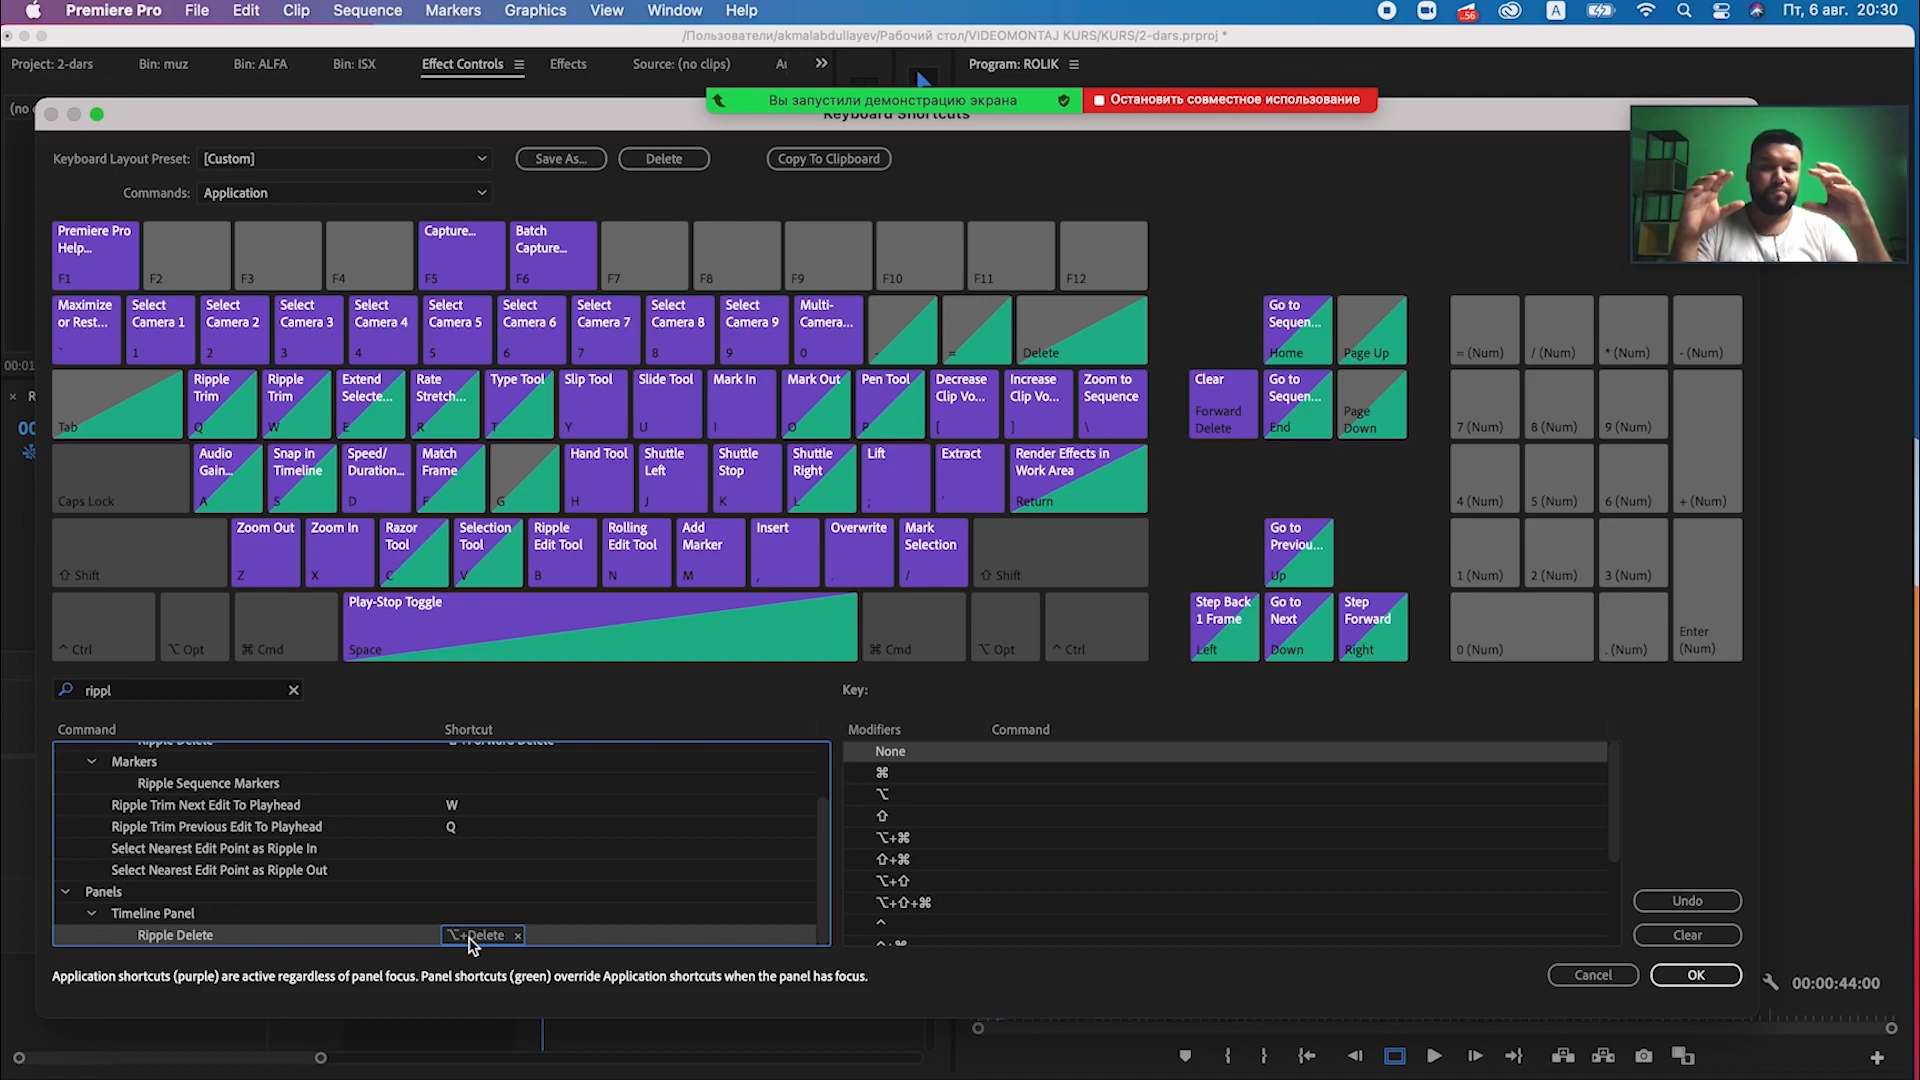 Premiere Pro File Edit Clip Sequence Markers Graphics View Window Help 56 A Пт, 6 авг. 20:30
/Пользователи/akmalabdullayev/Рабочий стол/VIDEOMONTAJ KURS/KURS/2-dars.prproj *
Project: 2-dars Bin: muz Bin: ALFA Bin: ISX Effect Controls Effects Source: (no clips) Program: ROLIK
(no
Вы запустили демонстрацию экрана Остановить совместное использование
Keyboard Shortcuts
Keyboard Layout Preset: [Custom] Save As... Delete Copy To Clipboard
Commands: Application
Premiere Pro Help... F1
F2
F3
F4
Capture... F5
Batch Capture... F6
F7
F8
F9
F10
F11
F12
Maximize or Rest... `
Select Camera 1 1
Select Camera 2 2
Select Camera 3 3
Select Camera 4 4
Select Camera 5 5
Select Camera 6 6
Select Camera 7 7
Select Camera 8 8
Select Camera 9 9
Multi-Camera... 0
-
=
Delete
Go to Sequen... Home
Page Up
= (Num)
/ (Num)
* (Num)
- (Num)
00:01
Tab
Ripple Trim Q
Ripple Trim W
Extend Selecte... E
Rate Stretch... R
Type Tool T
Slip Tool Y
Slide Tool U
Mark In I
Mark Out O
Pen Tool P
Decrease Clip Vo... [
Increase Clip Vo... ]
Zoom to Sequence \
Clear Forward Delete
Go to Sequen... End
Page Down
7 (Num)
8 (Num)
9 (Num)
Caps Lock
Audio Gain... A
Snap in Timeline S
Speed/ Duration... D
Match Frame F
G
Hand Tool H
Shuttle Left J
Shuttle Stop K
Shuttle Right L
Lift ;
Extract '
Render Effects in Work Area Return
4 (Num)
5 (Num)
6 (Num)
+ (Num)
⇧ Shift
Zoom Out Z
Zoom In X
Razor Tool C
Selection Tool V
Ripple Edit Tool B
Rolling Edit Tool N
Add Marker M
Insert ,
Overwrite .
Mark Selection /
⇧ Shift
Go to Previou... Up
1 (Num)
2 (Num)
3 (Num)
^ Ctrl
⌥ Opt
⌘ Cmd
Play-Stop Toggle Space
⌘ Cmd
⌥ Opt
^ Ctrl
Step Back 1 Frame Left
Go to Next Down
Step Forward Right
0 (Num)
. (Num)
Enter (Num)
rippl
Key:
Command Shortcut
Modifiers Command
Ripple Delete
Markers
Ripple Sequence Markers
Ripple Trim Next Edit To Playhead W
Ripple Trim Previous Edit To Playhead Q
Select Nearest Edit Point as Ripple In
Select Nearest Edit Point as Ripple Out
Panels
Timeline Panel
Ripple Delete ⌥+Delete
None
⌘
⌥
⇧
⌥+⌘
⇧+⌘
⌥+⇧
⌥+⇧+⌘
^
^+⌘
Undo
Clear
Application shortcuts (purple) are active regardless of panel focus. Panel shortcuts (green) override Application shortcuts when the panel has focus.
Cancel OK
00:00:44:00